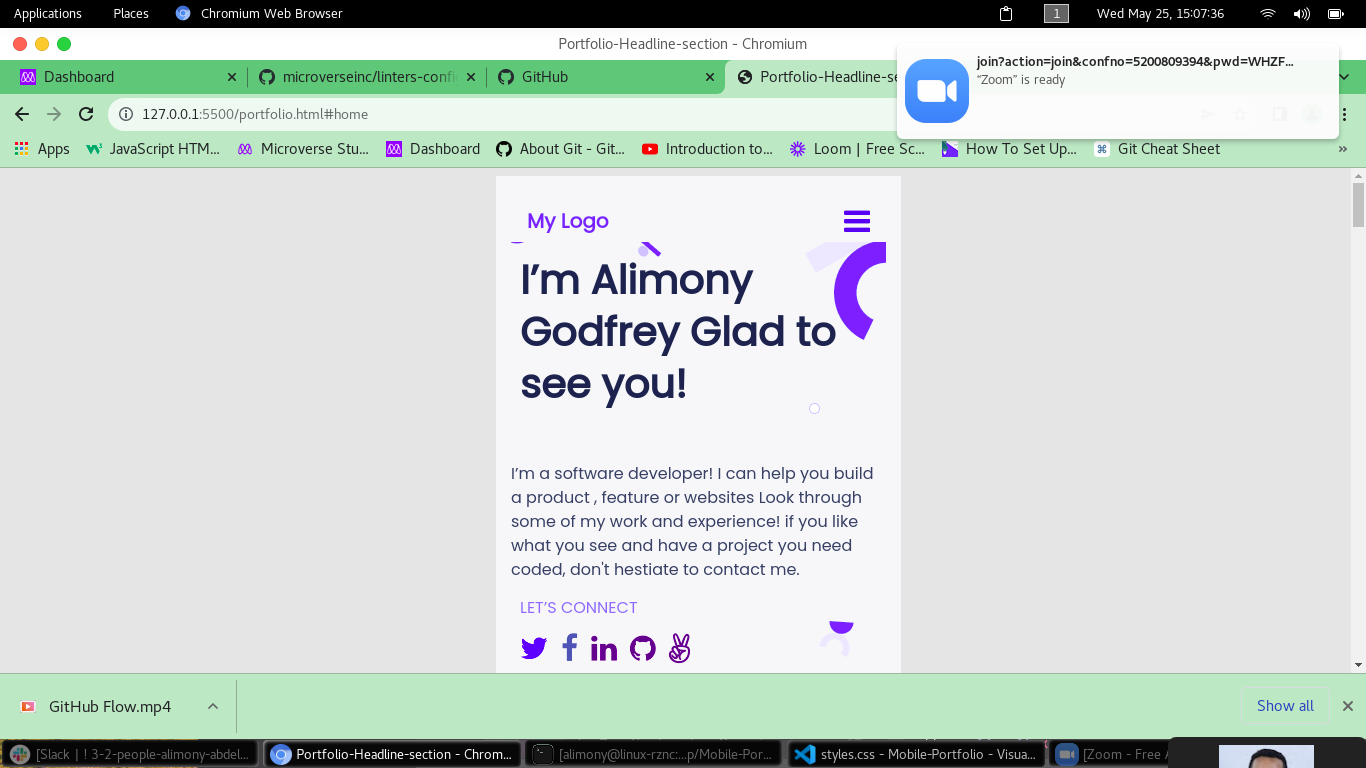 Applications Places Chromium Web Browser 1 Wed May 25, 15:07:36
Portfolio-Headline-section - Chromium
join?action=join&confno=5200809394&pwd=WHZF...
“Zoom” is ready
Dashboard microverseinc/linters-confi GitHub Portfolio-Headline-se
127.0.0.1:5500/portfolio.html#home
Apps JavaScript HTM... Microverse Stu... Dashboard About Git - Git... Introduction to... Loom | Free Sc... How To Set Up... Git Cheat Sheet »
My Logo
I’m Alimony
Godfrey Glad to
see you!
I’m a software developer! I can help you build
a product , feature or websites Look through
some of my work and experience! if you like
what you see and have a project you need
coded, don't hestiate to contact me.
LET’S CONNECT
GitHub Flow.mp4 Show all
[Slack | ! 3-2-people-alimony-abdel... Portfolio-Headline-section - Chrom... [alimony@linux-rznc:...p/Mobile-Por... styles.css - Mobile-Portfolio - Visua... [Zoom - Free